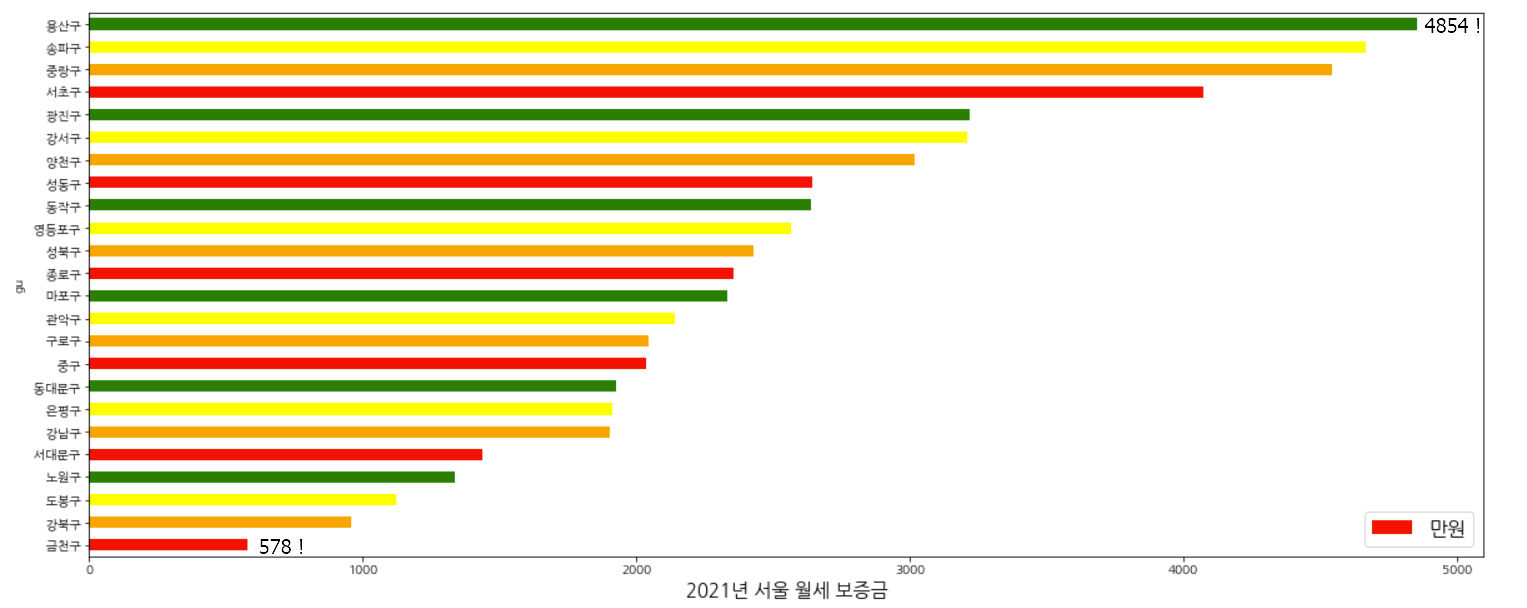 용산구 4854 !
송파구
중랑구
서초구
광진구
강서구
양천구
성동구
동작구
영등포구
성북구
종로구
마포구
관악구
구로구
중구
동대문구
은평구
강남구
서대문구
노원구
도봉구
강북구
금천구 578 !
gu
만원
0 1000 2000 3000 4000 5000
2021년 서울 월세 보증금